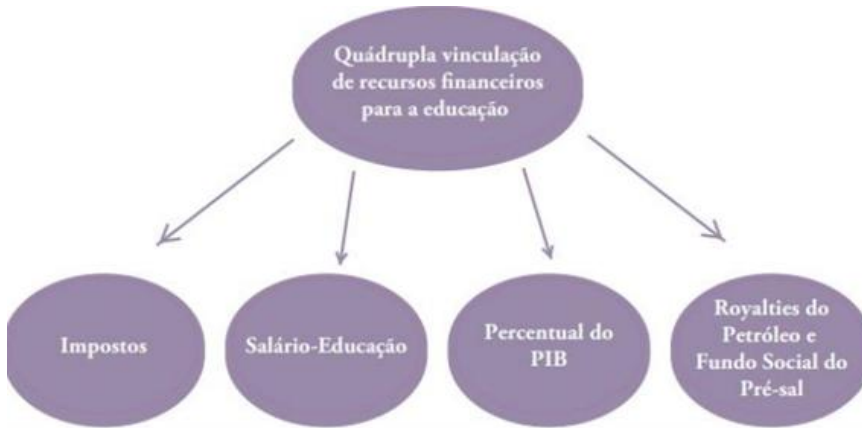 Quádrupla vinculação
de recursos financeiros
para a educação
Impostos
Salário-Educação
Percentual do
PIB
Royalties do
Petróleo e
Fundo Social do
Pré-sal